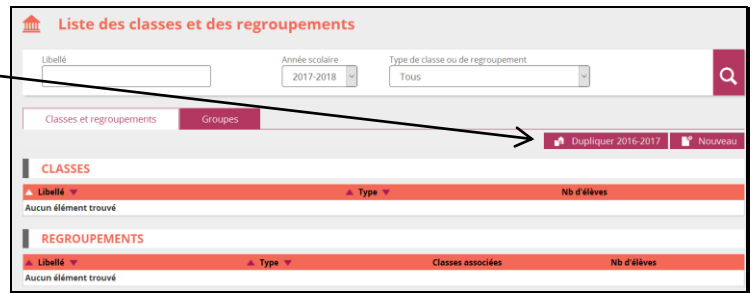 Liste des classes et des regroupements
Libellé Année scolaire Type de classe ou de regroupement
2017-2018 Tous
Classes et regroupements Groupes
Dupliquer 2016-2017 Nouveau
CLASSES
Libellé Type Nb d'élèves
Aucun élément trouvé
REGROUPEMENTS
Libellé Type Classes associées Nb d'élèves
Aucun élément trouvé